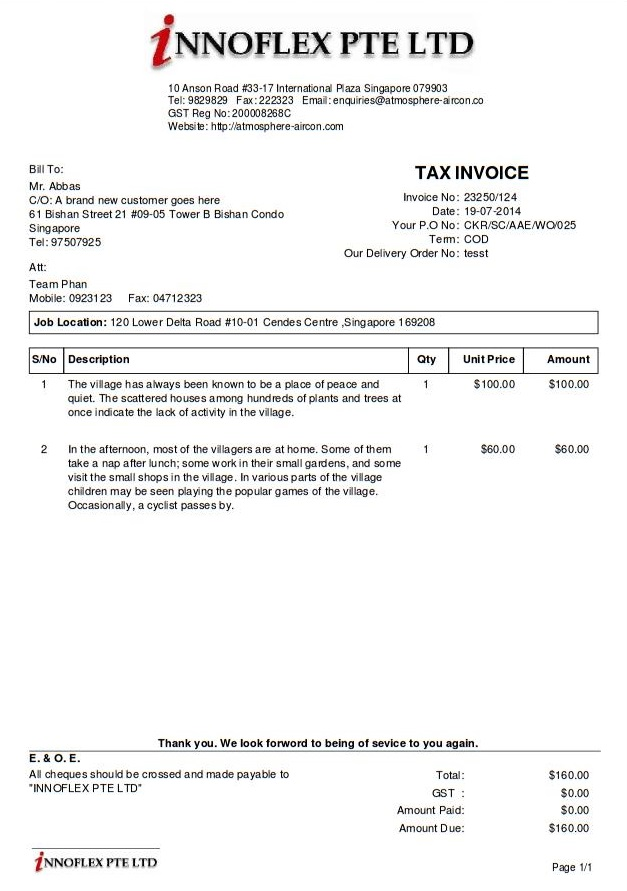 iNNOFLEX PTE LTD
10 Anson Road #33-17 International Plaza Singapore 079903
Tel: 9829829 Fax: 222323 Email: enquiries@atmosphere-aircon.co
GST Reg No: 200008268C
Website: http://atmosphere-aircon.com
Bill To:
Mr. Abbas
C/O: A brand new customer goes here
61 Bishan Street 21 #09-05 Tower B Bishan Condo
Singapore
Tel: 97507925
Att:
Team Phan
Mobile: 0923123 Fax: 04712323
TAX INVOICE
Invoice No: 23250/124
Date: 19-07-2014
Your P.O No: CKR/SC/AAE/WO/025
Term: COD
Our Delivery Order No: tesst
Job Location: 120 Lower Delta Road #10-01 Cendes Centre ,Singapore 169208
S/No Description Qty Unit Price Amount
1 The village has always been known to be a place of peace and 1 $100.00 $100.00
quiet. The scattered houses among hundreds of plants and trees at
once indicate the lack of activity in the village.
2 In the afternoon, most of the villagers are at home. Some of them 1 $60.00 $60.00
take a nap after lunch; some work in their small gardens, and some
visit the small shops in the village. In various parts of the village
children may be seen playing the popular games of the village.
Occasionally, a cyclist passes by.
Thank you. We look forward to being of sevice to you again.
E. & O. E.
All cheques should be crossed and made payable to
"INNOFLEX PTE LTD"
Total: $160.00
GST : $0.00
Amount Paid: $0.00
Amount Due: $160.00
iNNOFLEX PTE LTD
Page 1/1